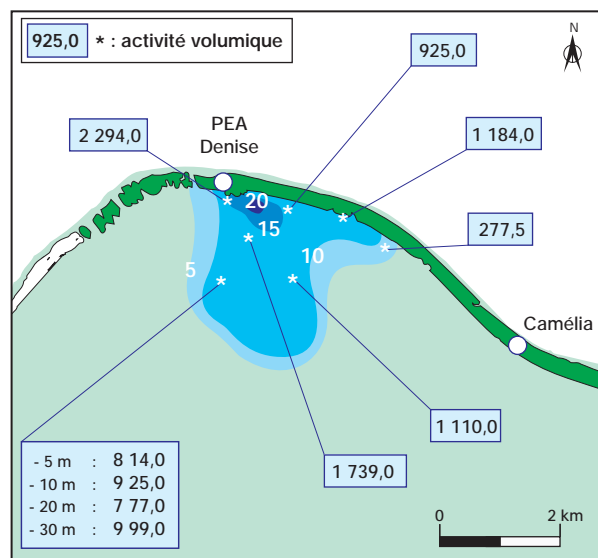 925,0 * : activité volumique
N
925,0
2 294,0
PEA
Denise
1 184,0
20
15
277,5
10
5
Camélia
1 110,0
1 739,0
- 5 m : 8 14,0
- 10 m : 9 25,0
- 20 m : 7 77,0
- 30 m : 9 99,0
0 2 km